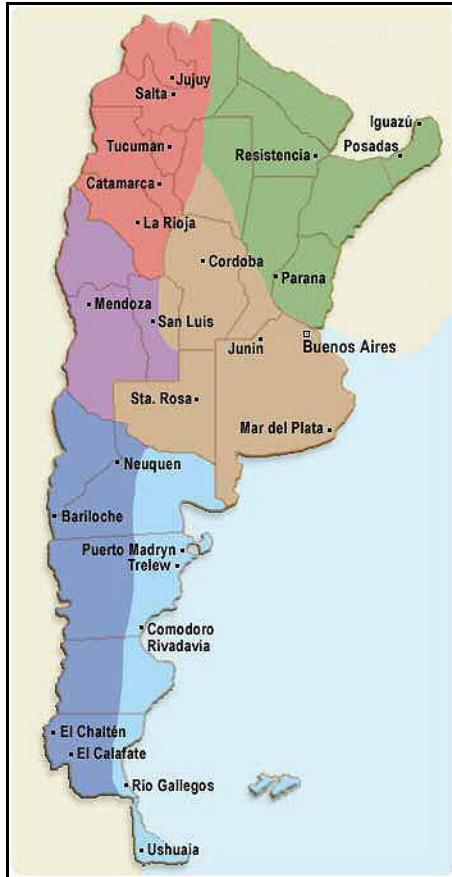 Jujuy
Salta
Iguazú
Posadas
Tucuman
Resistencia
Catamarca
La Rioja
Cordoba
Parana
Mendoza
San Luis
Junin
Buenos Aires
Sta. Rosa
Mar del Plata
Neuquen
Bariloche
Puerto Madryn
Trelew
Comodoro
Rivadavia
El Chaltén
El Calafate
Rio Gallegos
Ushuaia